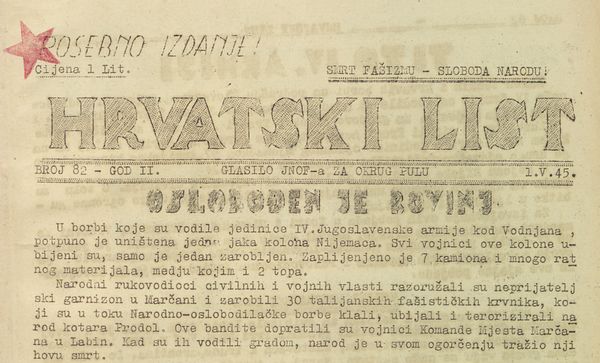 POSEBNO IZDANJE!
Cijena 1 Lit.
SMRT FAŠIZMU - SLOBODA NARODU!
HRVATSKI LIST
BROJ 82 - GOD II. GLASILO JNOF-a ZA OKRUG PULU 1.V.45.
OSLOBOĐEN JE ROVINJ
U borbi koje su vodile jedinice IV.Jugoslavenske armije kod Vodnjana ,
potpuno je uništena jedna jaka kolona Nijemaca. Svi vojnici ove kolone u-
bijeni su, samo je jedan zarobljen. Zaplijenjeno je 7 kamiona i mnogo rat
nog materijala, medju kojim i 2 topa.
Narodni rukovodioci civilnih i vojnih vlasti razoružali su neprijatelj
ski garnizon u Marčani i zarobili 30 talijanskih fašističkih krvnika, ko-
ji su u toku Narodno-oslobodilačke borbe klali, ubijali i terorizirali na
rod kotara Prodol. Ove bandite dopratili su vojnici Komande Mjesta Marča-
na u Labin. Kad su ih vodili gradom, narod je u svom ogorčenju tražio nji
hovu smrt.